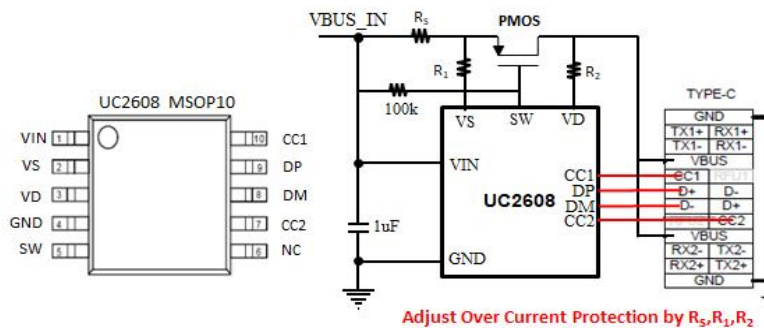 UC2608 MSOP10
VIN 1 10 CC1
VS 2 9 DP
VD 3 8 DM
GND 4 7 CC2
SW 5 6 NC
VBUS_IN
RS
PMOS
R1
R2
100k
VS SW VD
VIN
UC2608
CC1
DP
DM
CC2
1uF
GND
TYPE-C
GND
TX1+ RX1+
TX1- RX1-
VBUS
CC1 RFU1
D+ D-
D- D+
CC2
VBUS
RX2- TX2-
RX2+ TX2+
GND
Adjust Over Current Protection by RS,R1,R2